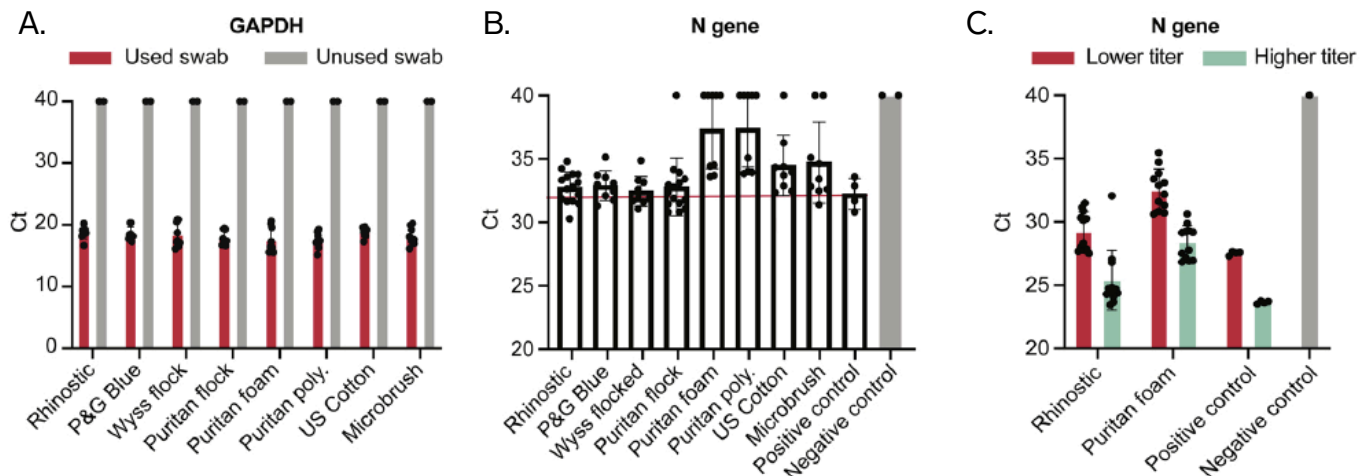 A.
GAPDH
Used swab
Unused swab
Ct
40
30
20
10
0
Rhinostic
P&G Blue
Wyss flock
Puritan flock
Puritan foam
Puritan poly.
US Cotton
Microbrush
B.
N gene
Ct
40
35
30
25
20
Rhinostic
P&G Blue
Wyss flocked
Puritan flock
Puritan foam
Puritan poly.
US Cotton
Microbrush
Positive control
Negative control
C.
N gene
Lower titer
Higher titer
Ct
40
35
30
25
20
Rhinostic
Puritan foam
Positive control
Negative control